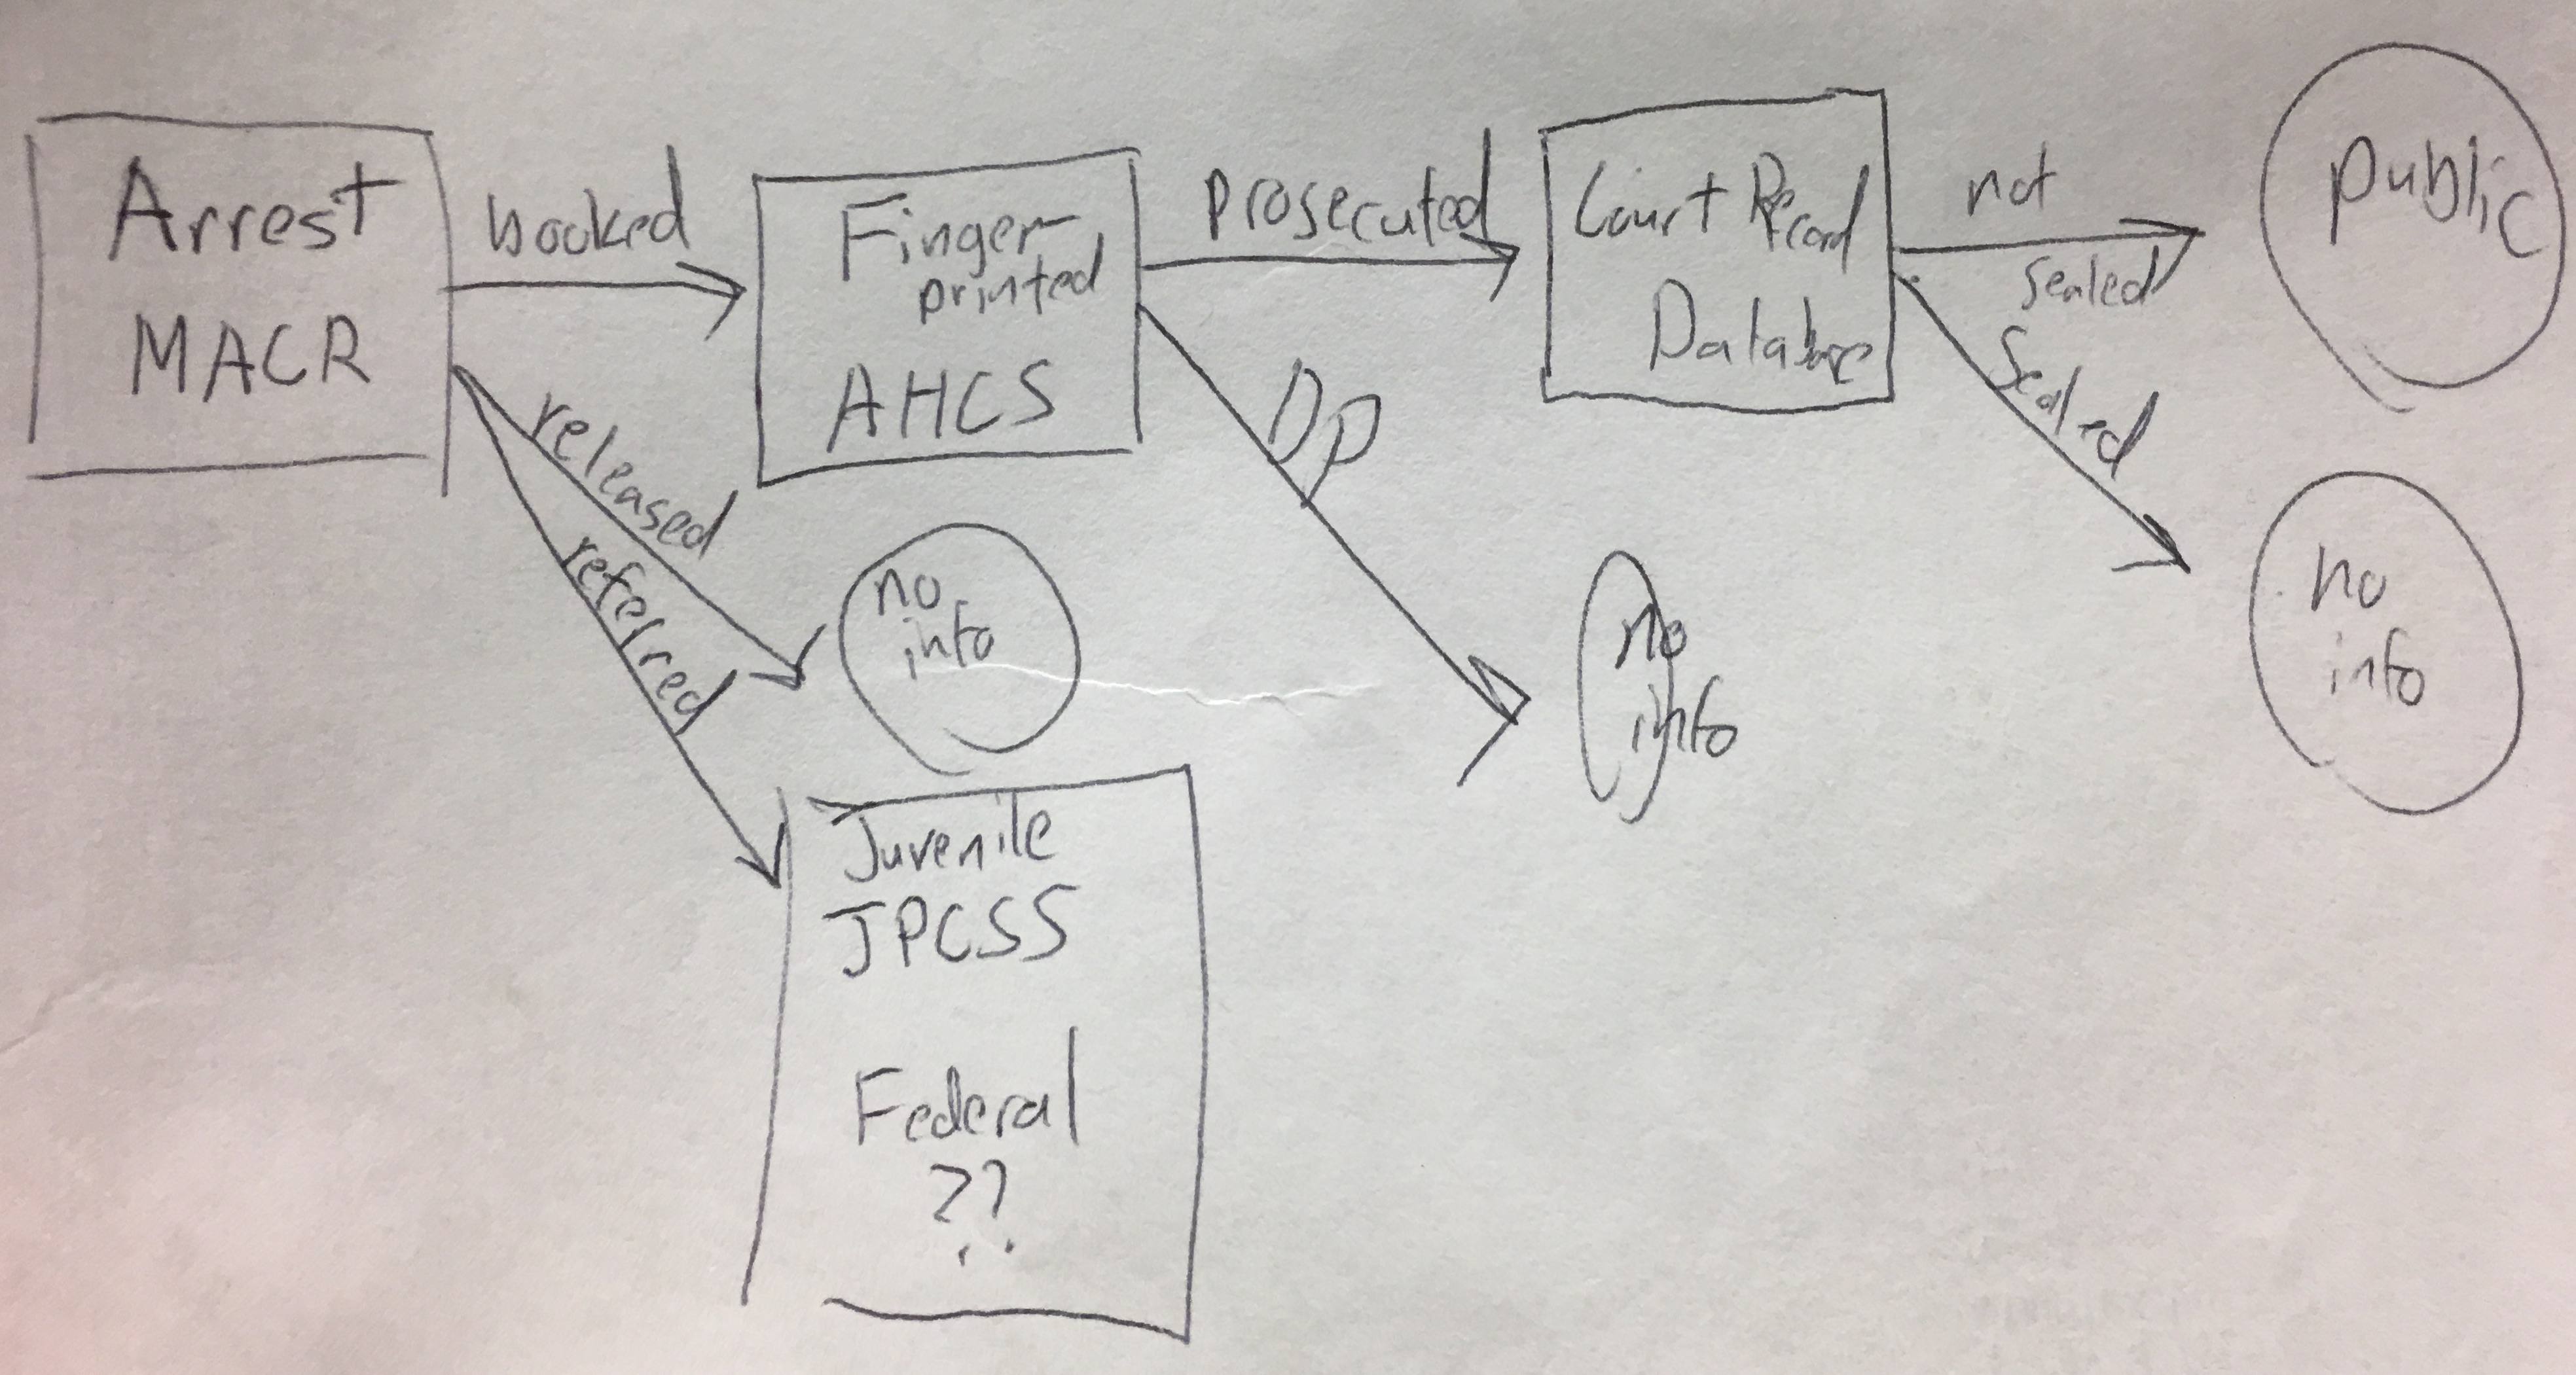 Arrest
MACR
booked
released
referred
Finger-
printed
AHCS
no
info
Juvenile
JPCSS
Federal
??
prosecuted
DP
no
info
Court Record
Database
not
sealed
sealed
public
no
info